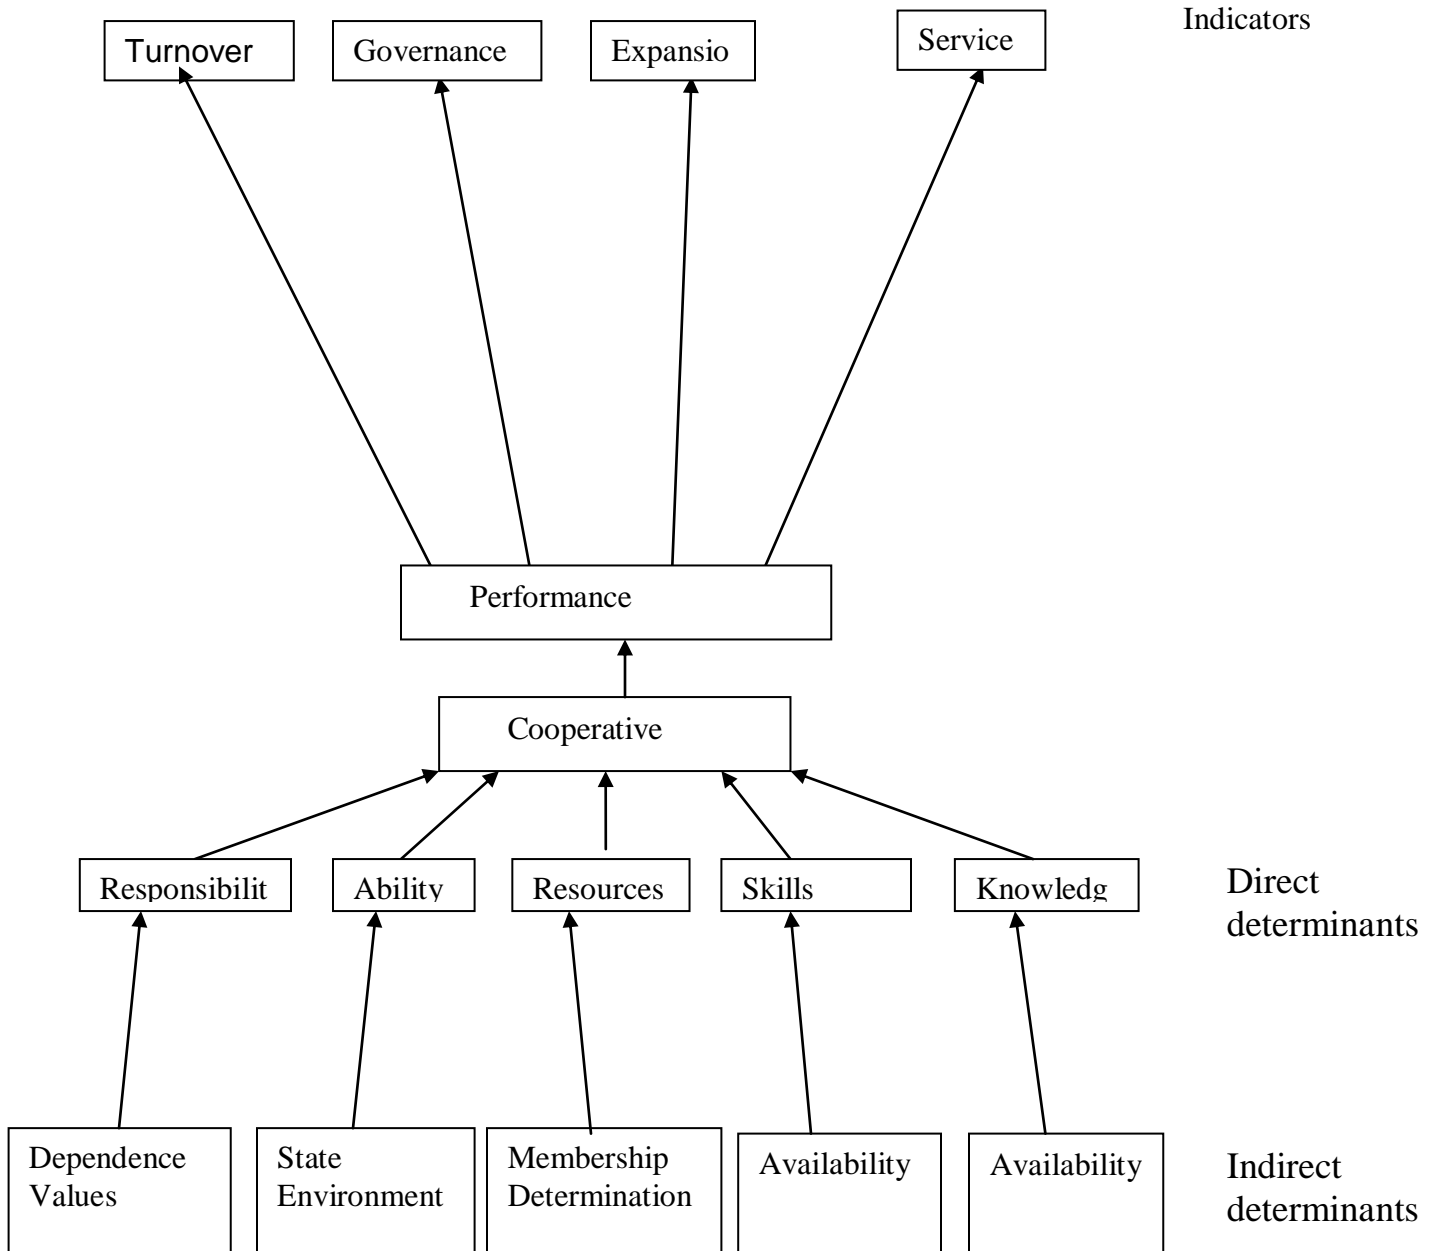 Turnover
Governance
Expansio
Service
Indicators
Performance
Cooperative
Responsibilit
Ability
Resources
Skills
Knowledg
Direct
determinants
Dependence
Values
State
Environment
Membership
Determination
Availability
Availability
Indirect
determinants